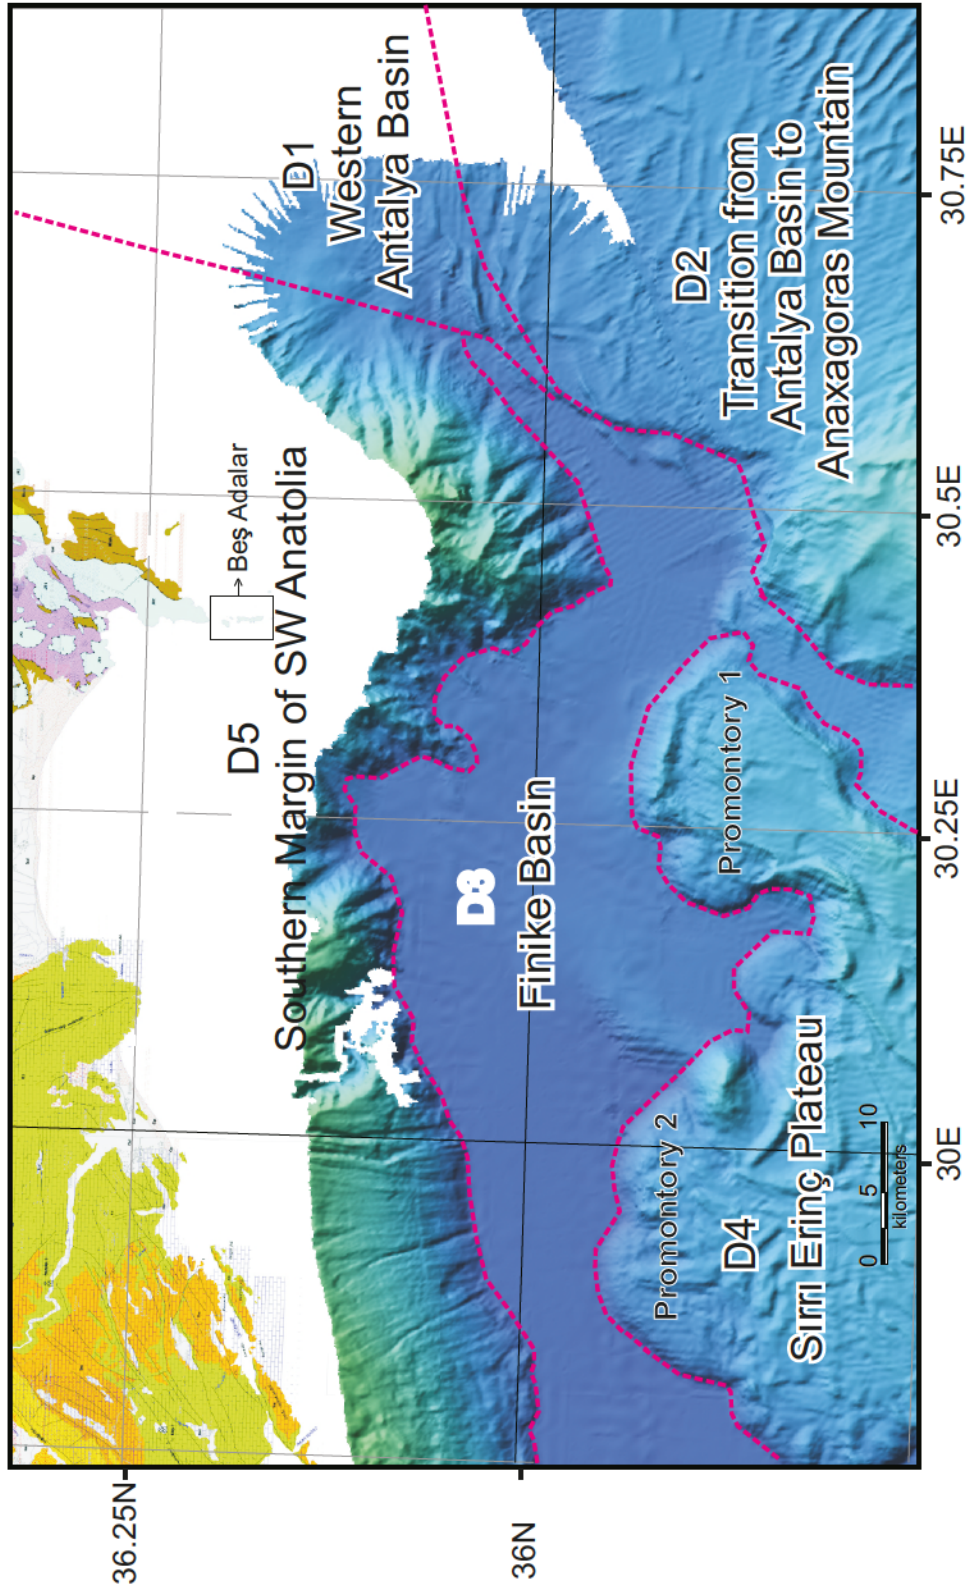 36.25N
36N
D5
Southern Margin of SW Anatolia
Beş Adalar
D1
Western
Antalya Basin
D3
Finike Basin
D2
Transition from
Antalya Basin to
Anaxagoras Mountain
Promontory 1
Promontory 2
D4
Sırrı Erinç Plateau
0 5 10
kilometers
30E
30.25E
30.5E
30.75E